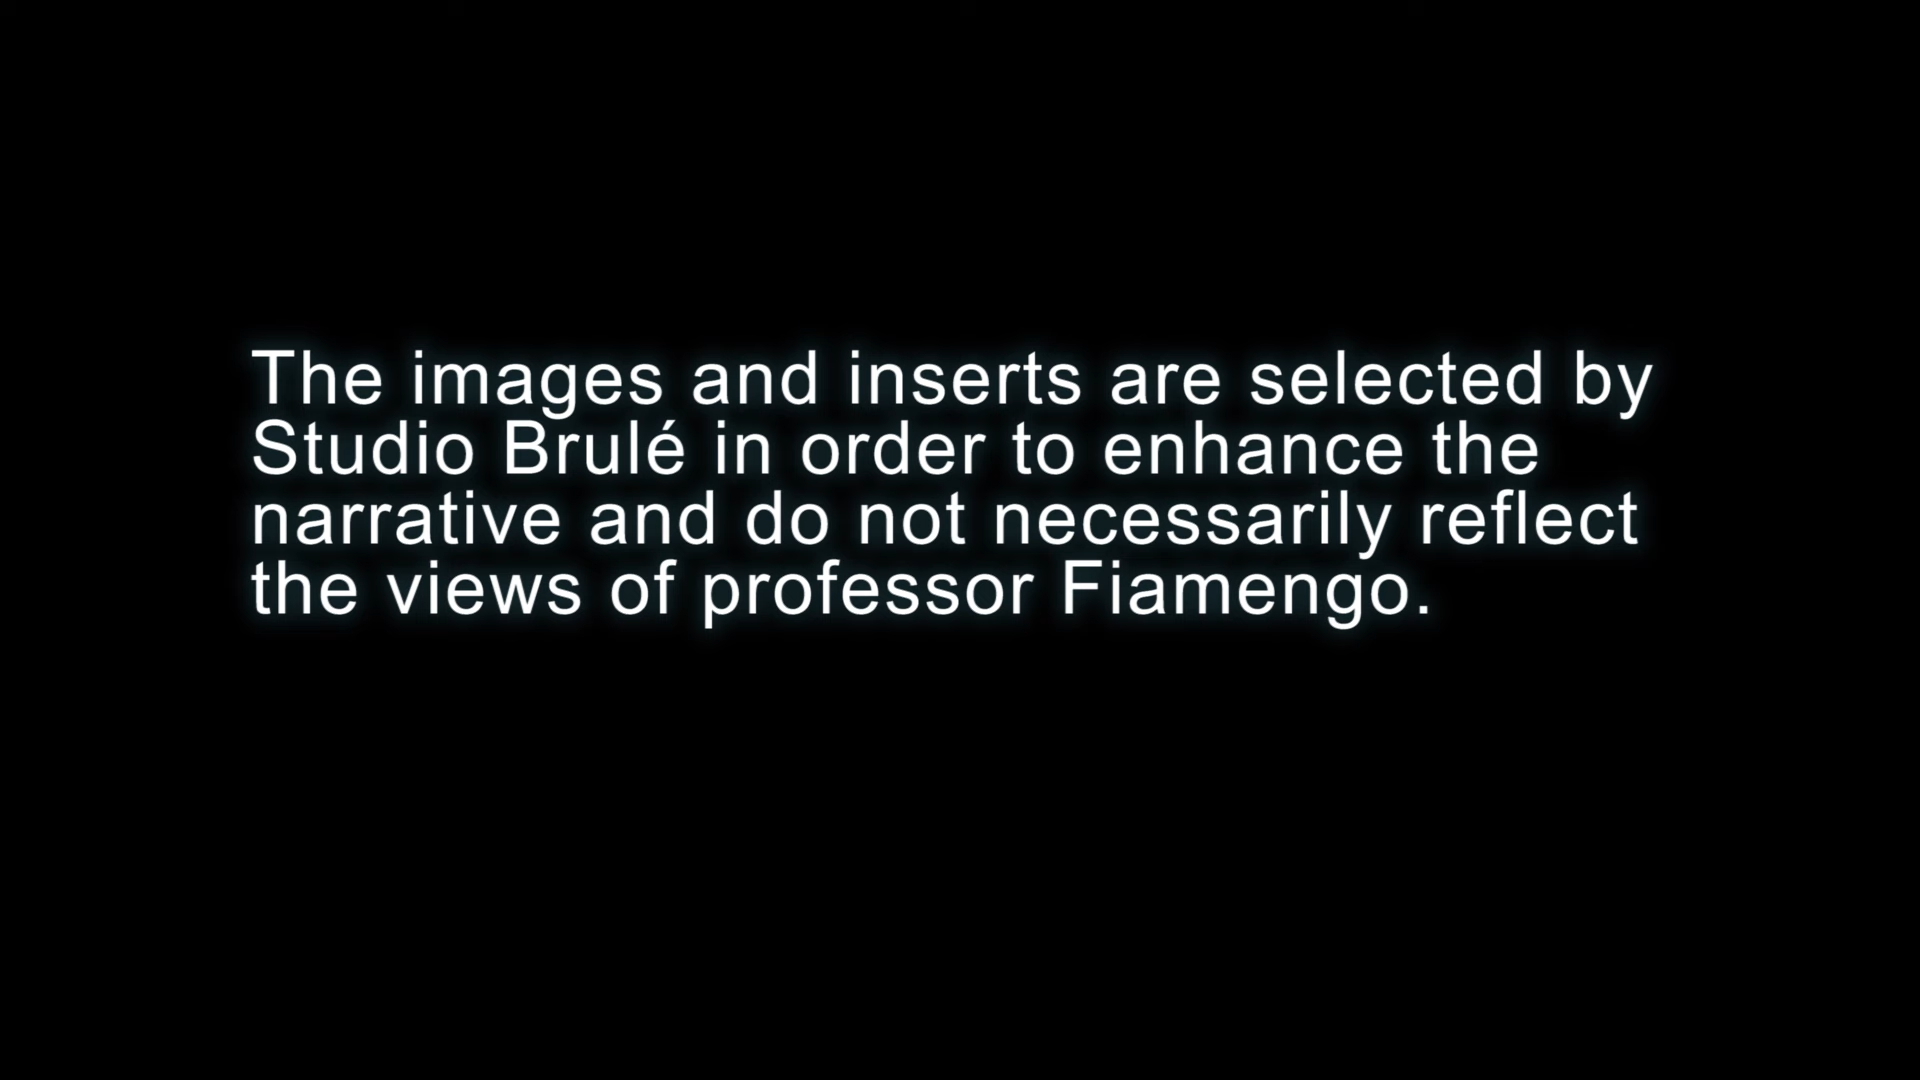 The images and inserts are selected by
Studio Brulé in order to enhance the
narrative and do not necessarily reflect
the views of professor Fiamengo.